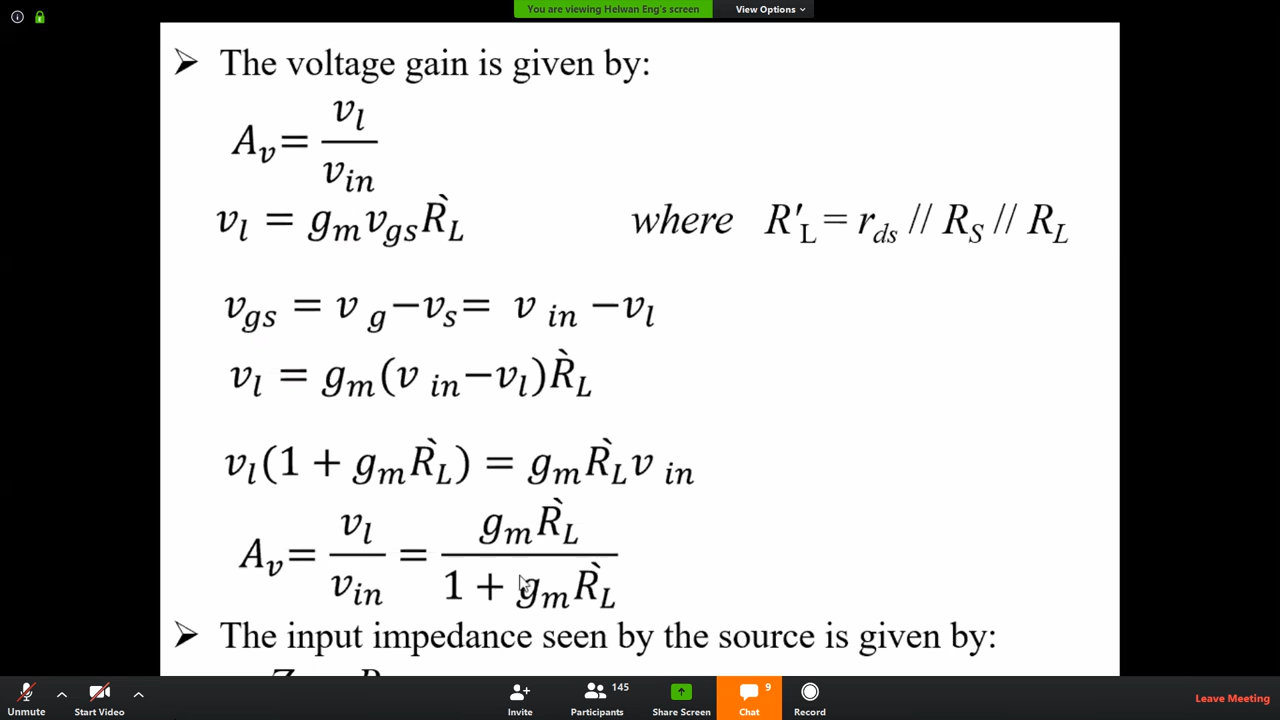 You are viewing Helwan Eng's screen
View Options
➢ The voltage gain is given by:
A_v = v_l / v_in
v_l = g_m v_gs R̀_L where R′_L = r_ds // R_S // R_L
v_gs = v_g − v_s = v_in − v_l
v_l = g_m(v_in − v_l)R̀_L
v_l(1 + g_m R̀_L) = g_m R̀_L v_in
A_v = v_l / v_in = g_m R̀_L / 1 + g_m R̀_L
➢ The input impedance seen by the source is given by:
Unmute
Start Video
Invite
Participants 145
Share Screen
Chat 9
Record
Leave Meeting